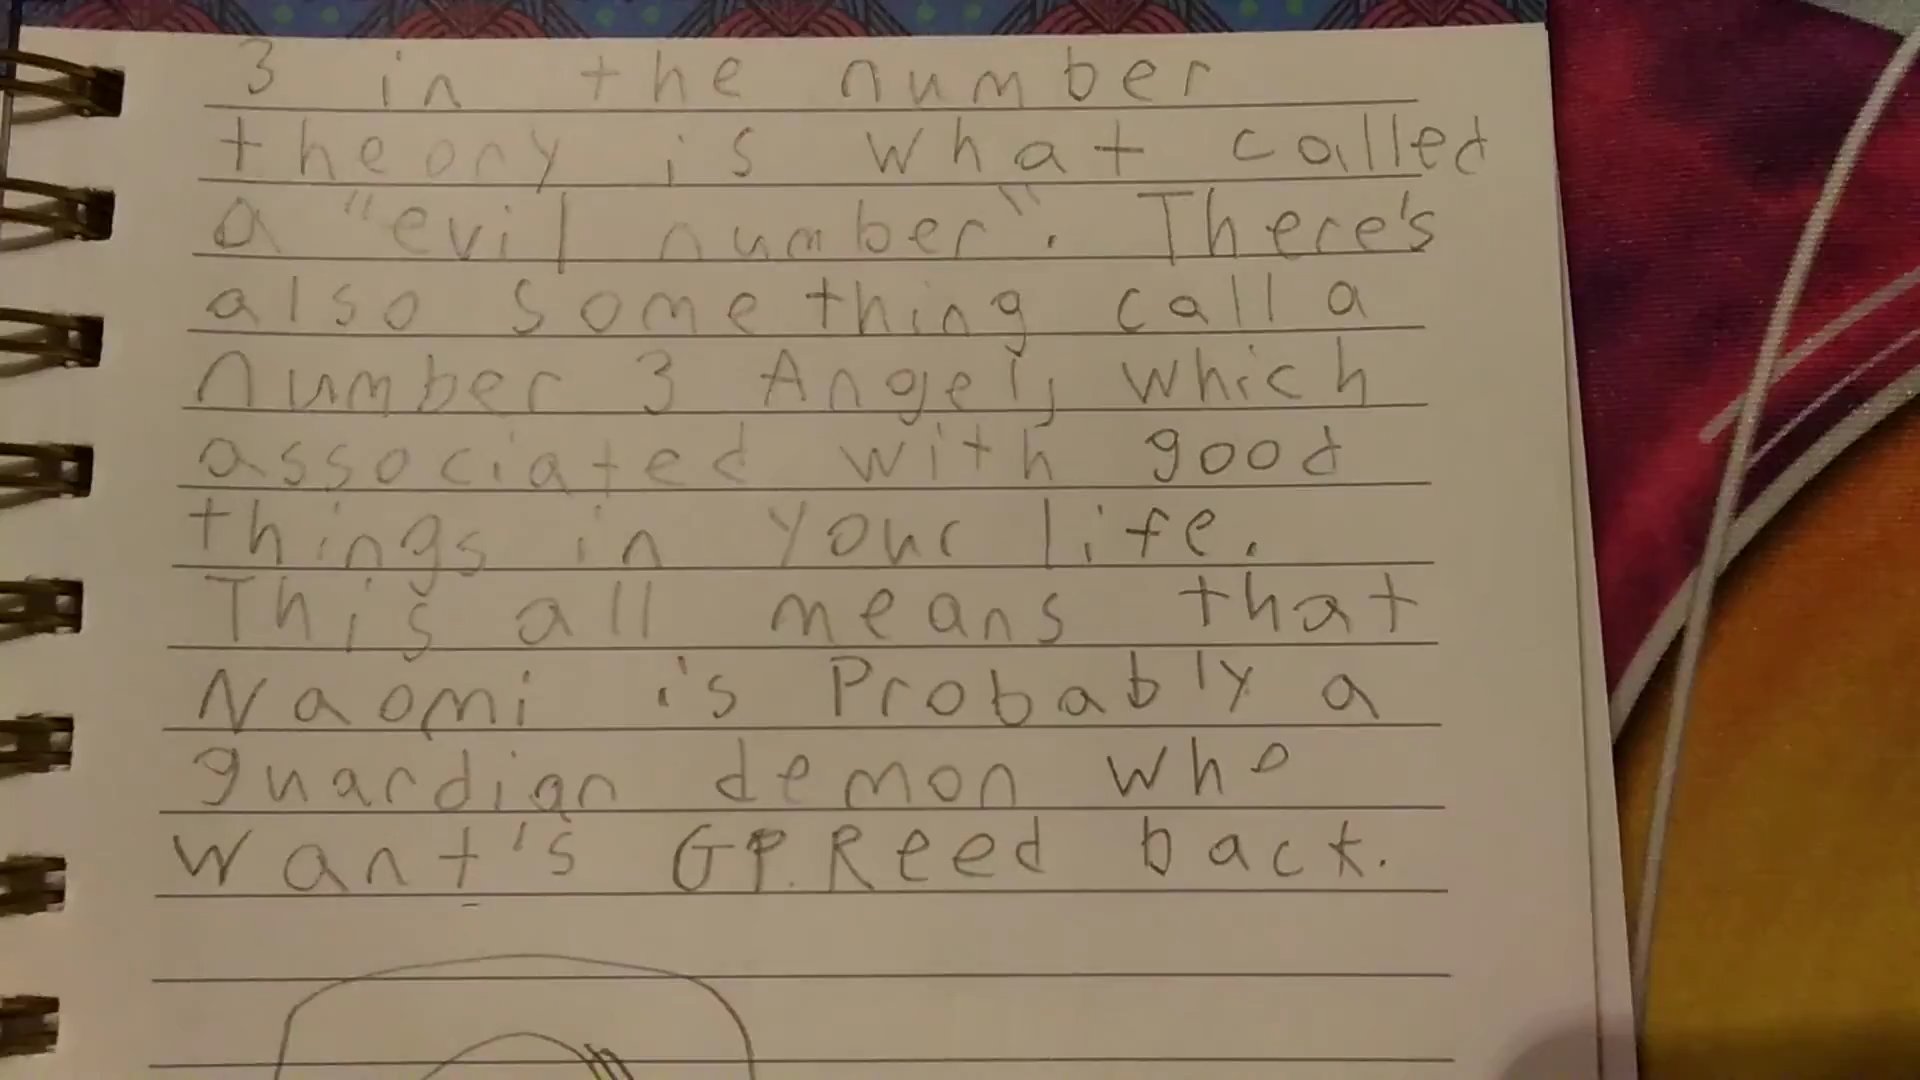 3 in the number
theory is what called
a "evil number". There's
also something call a
number 3 Angel, which
associated with good
things in your life.
This all means that
Naomi is Probably a
guardian demon who
want's GP. Reed back.